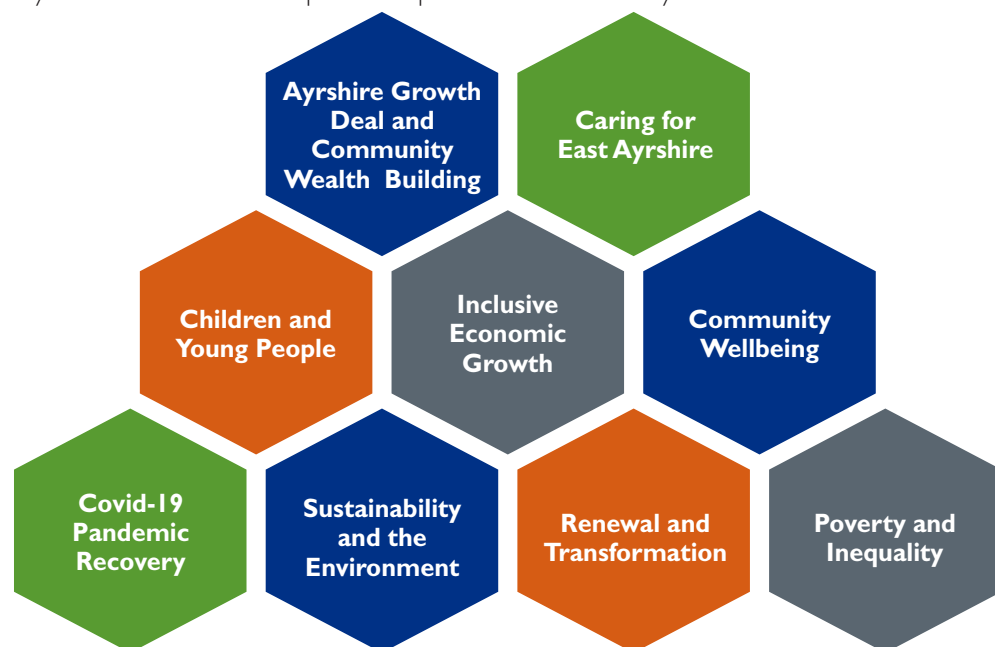 Ayrshire Growth
Deal and
Community
Wealth Building
Caring for
East Ayrshire
Children and
Young People
Inclusive
Economic
Growth
Community
Wellbeing
Covid-19
Pandemic
Recovery
Sustainability
and the
Environment
Renewal and
Transformation
Poverty and
Inequality